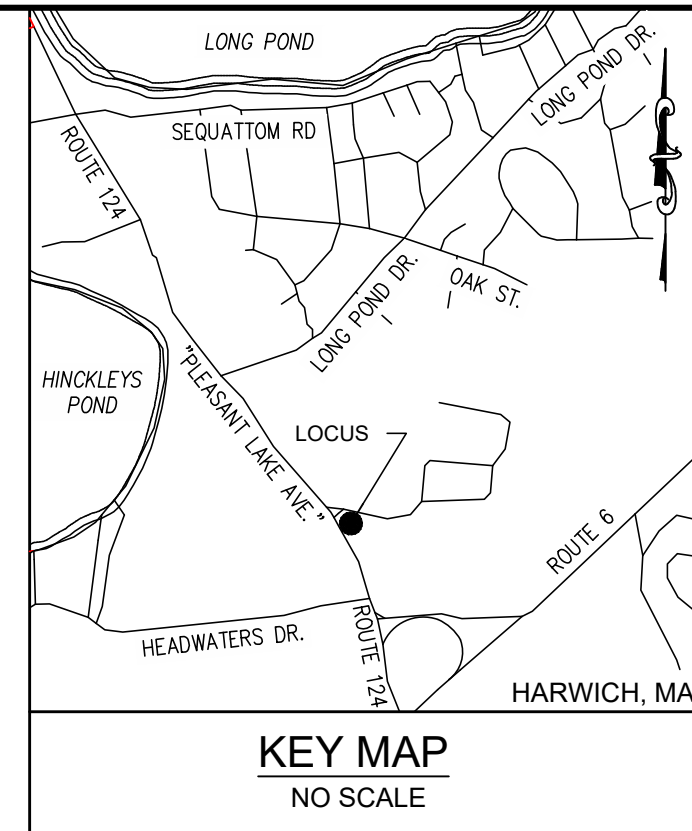 LONG POND
LONG POND DR.
SEQUATTOM RD
ROUTE 124
OAK ST.
LONG POND DR.
HINCKLEYS
POND
"PLEASANT LAKE AVE."
LOCUS
ROUTE 6
HEADWATERS DR.
ROUTE 124
HARWICH, MA
KEY MAP
NO SCALE